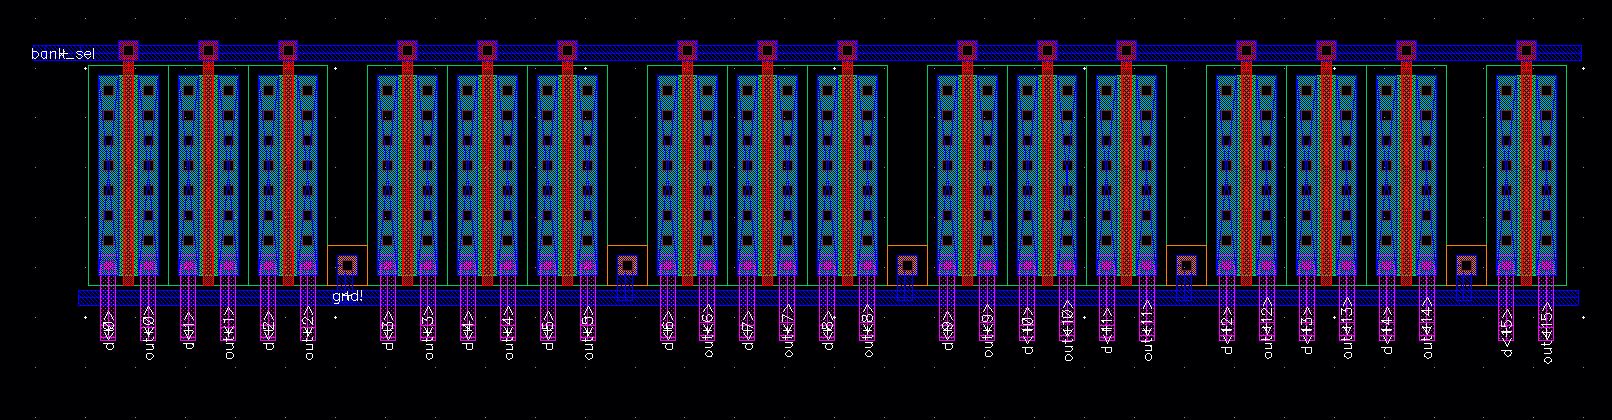 bank_sel
gnd!
d<0>
out<0>
d<1>
out<1>
d<2>
out<2>
d<3>
out<3>
d<4>
out<4>
d<5>
out<5>
d<6>
out<6>
d<7>
out<7>
d<8>
out<8>
d<9>
out<9>
d<10>
out<10>
d<11>
out<11>
d<12>
out<12>
d<13>
out<13>
d<14>
out<14>
d<15>
out<15>